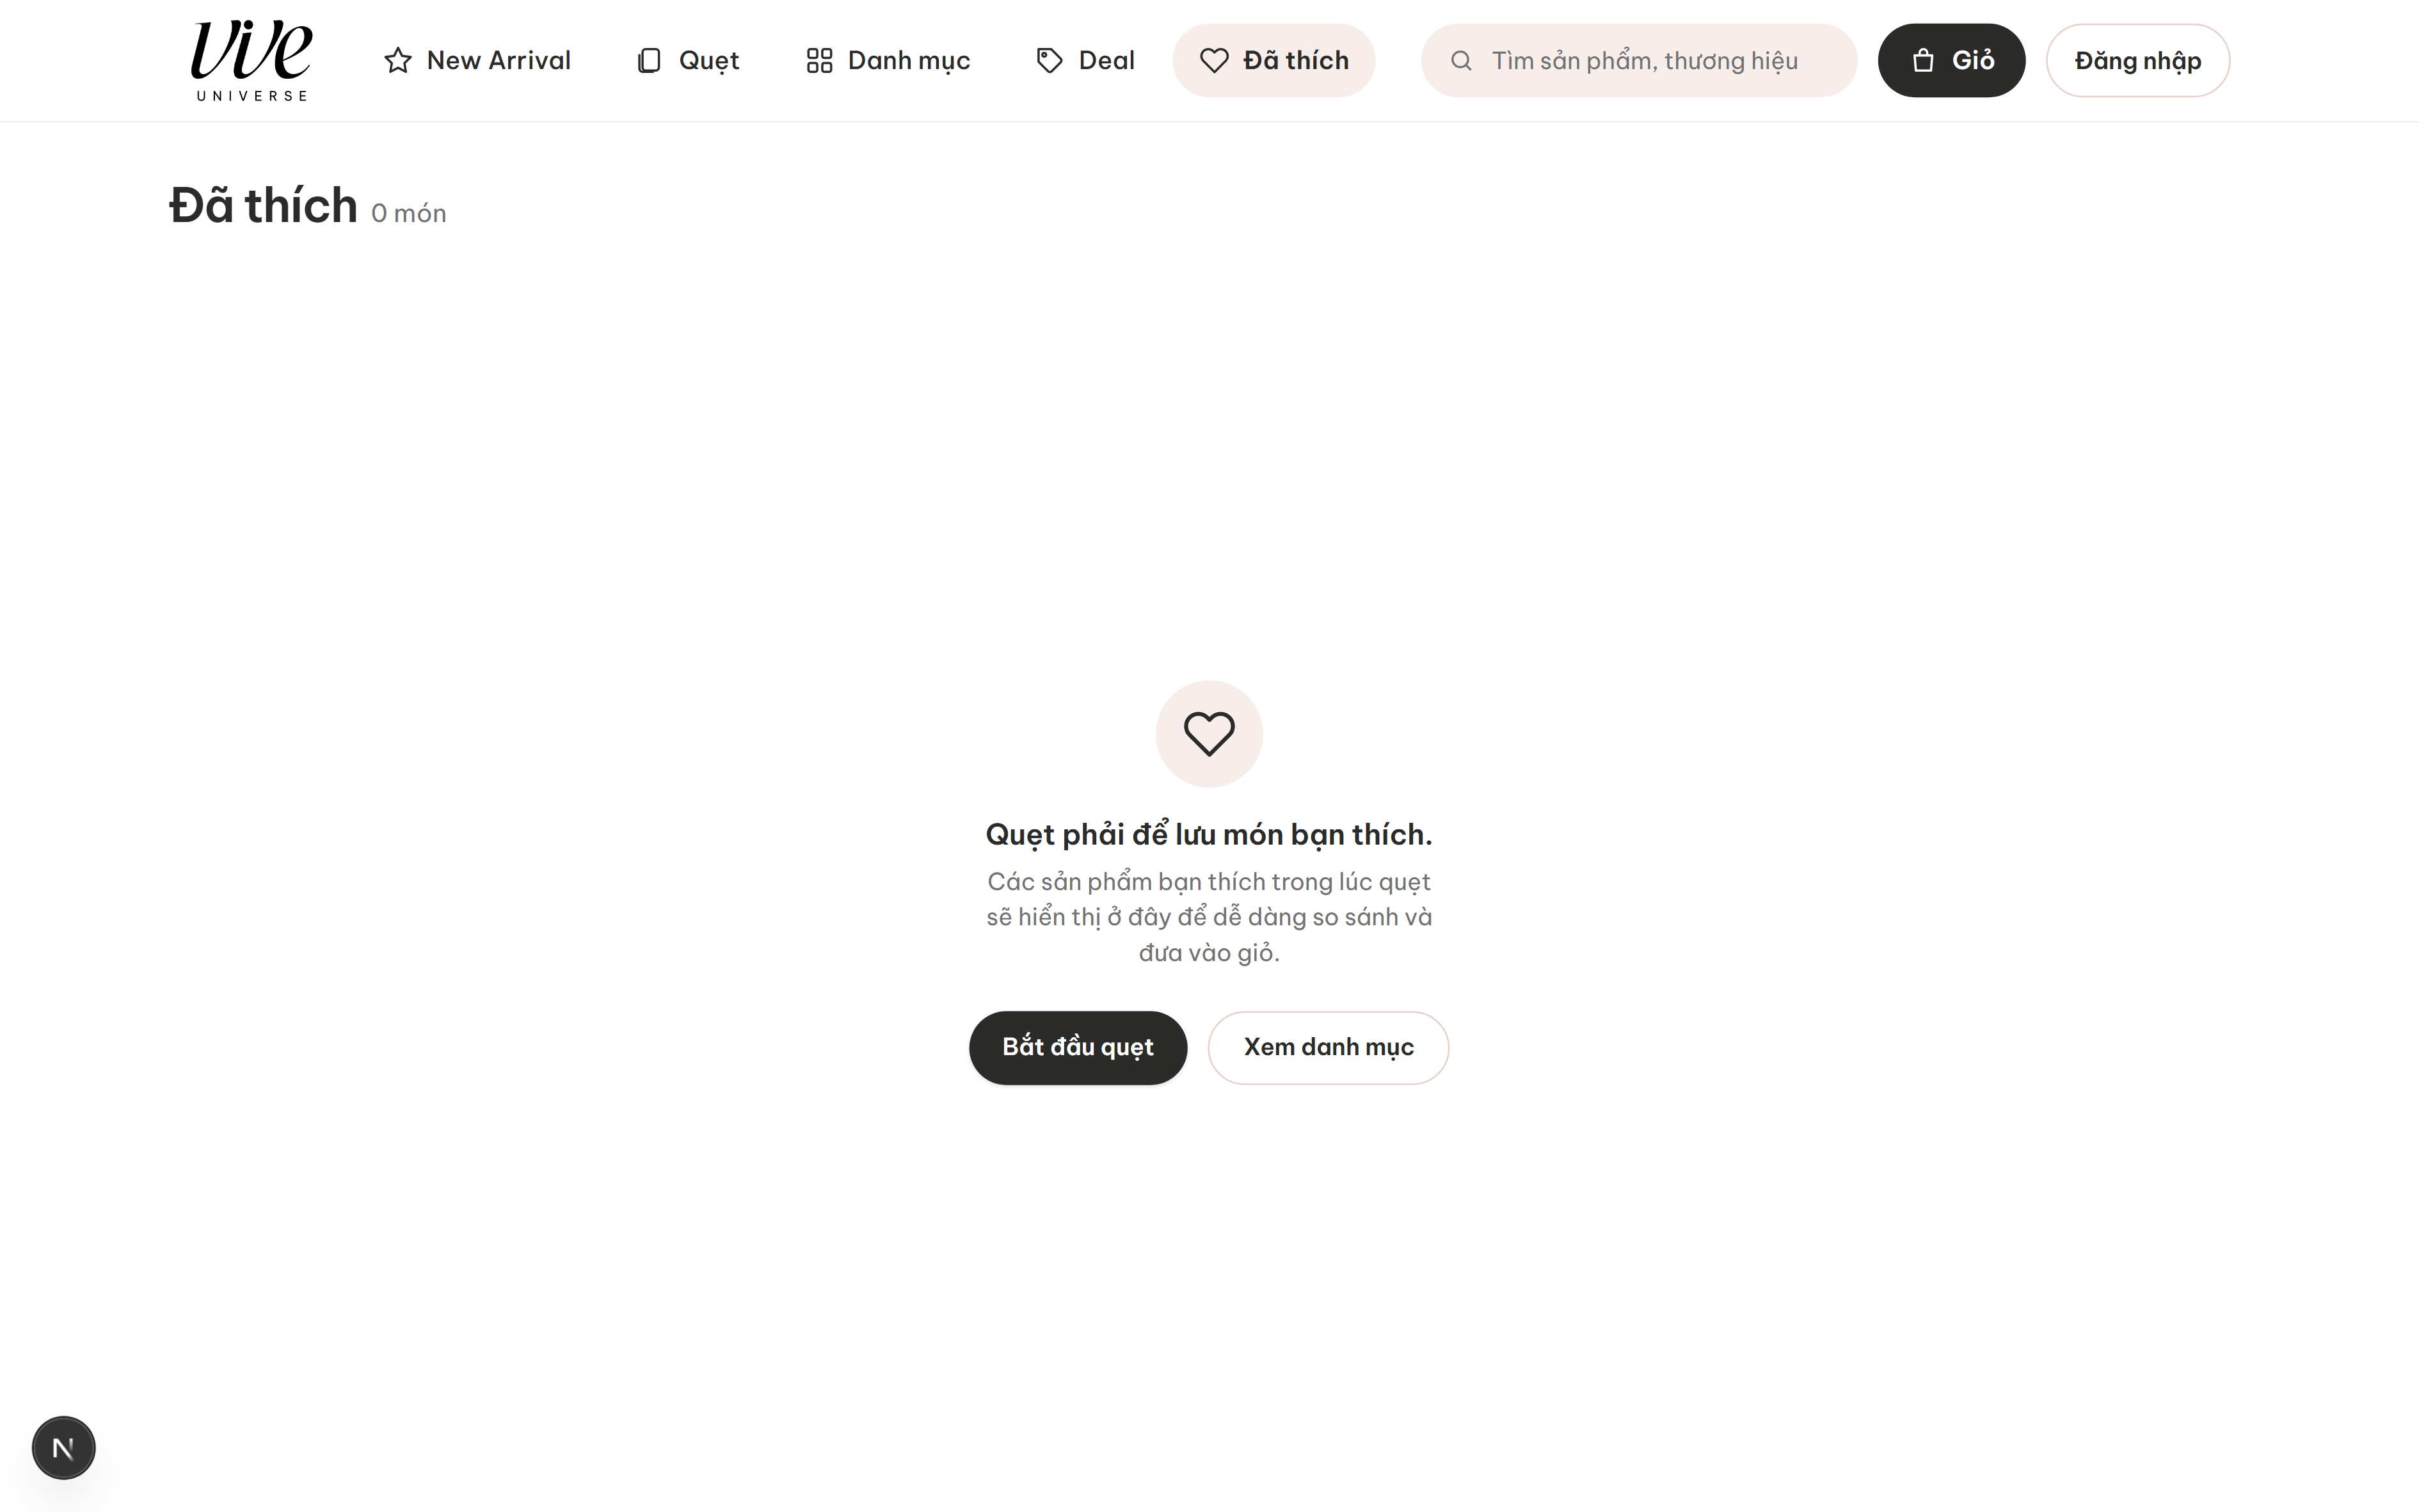 ViVe
UNIVERSE
New Arrival
Quẹt
Danh mục
Deal
Đã thích
Tìm sản phẩm, thương hiệu
Giỏ
Đăng nhập
Đã thích 0 món
Quẹt phải để lưu món bạn thích.
Các sản phẩm bạn thích trong lúc quẹt
sẽ hiển thị ở đây để dễ dàng so sánh và
đưa vào giỏ.
Bắt đầu quẹt
Xem danh mục
N